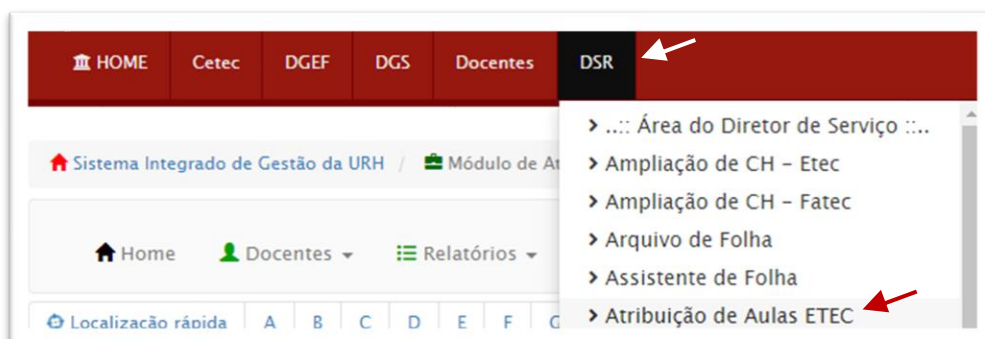 HOME Cetec DGEF DGS Docentes DSR
> ..:: Área do Diretor de Serviço ::..
Sistema Integrado de Gestão da URH / Módulo de At
> Ampliação de CH – Etec
> Ampliação de CH – Fatec
> Arquivo de Folha
Home Docentes Relatórios
> Assistente de Folha
Localização rápida A B C D E F G
> Atribuição de Aulas ETEC